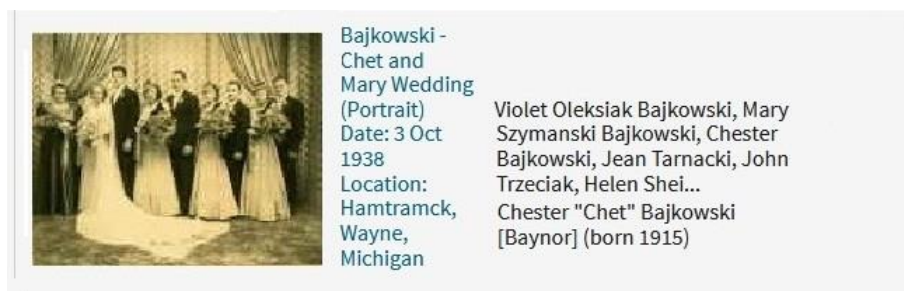 Bajkowski -
Chet and
Mary Wedding
(Portrait)
Date: 3 Oct
1938
Location:
Hamtramck,
Wayne,
Michigan
Violet Oleksiak Bajkowski, Mary
Szymanski Bajkowski, Chester
Bajkowski, Jean Tarnacki, John
Trzeciak, Helen Shei...
Chester "Chet" Bajkowski
[Baynor] (born 1915)